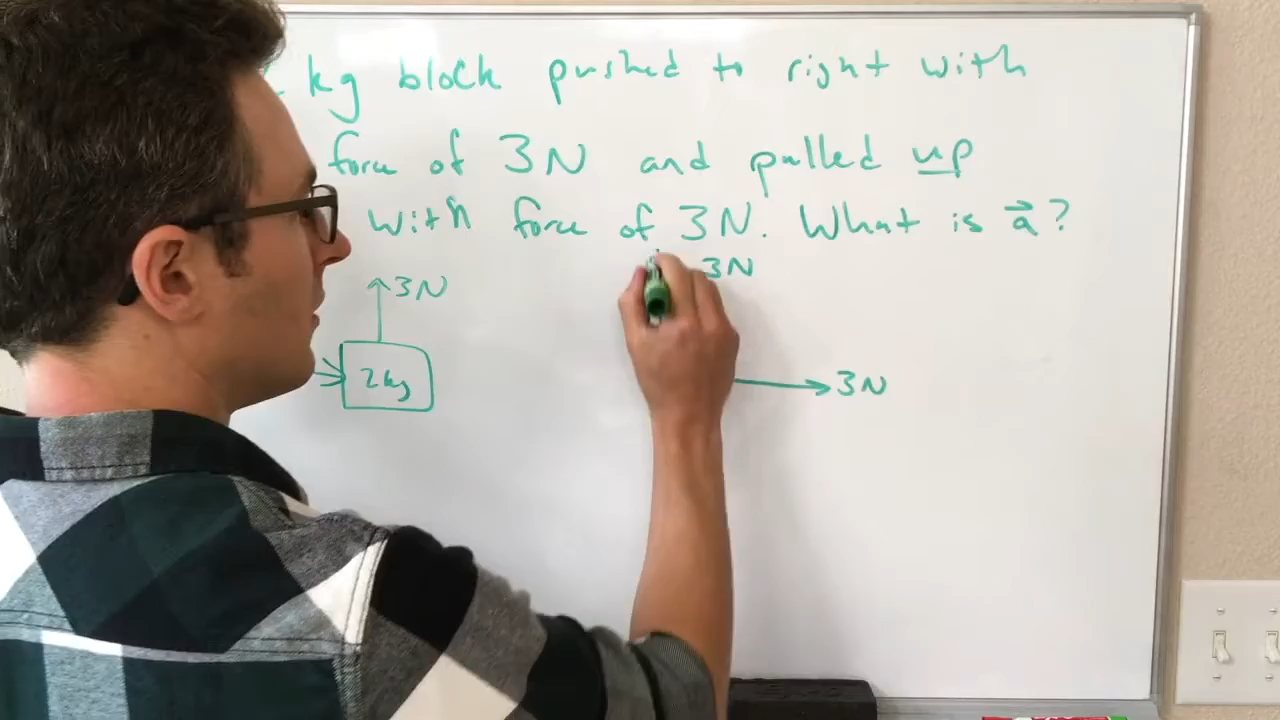 kg block pushed to right with
force of 3N and pulled up
with force of 3N. What is a⃗?
3N
3N
2kg
3N